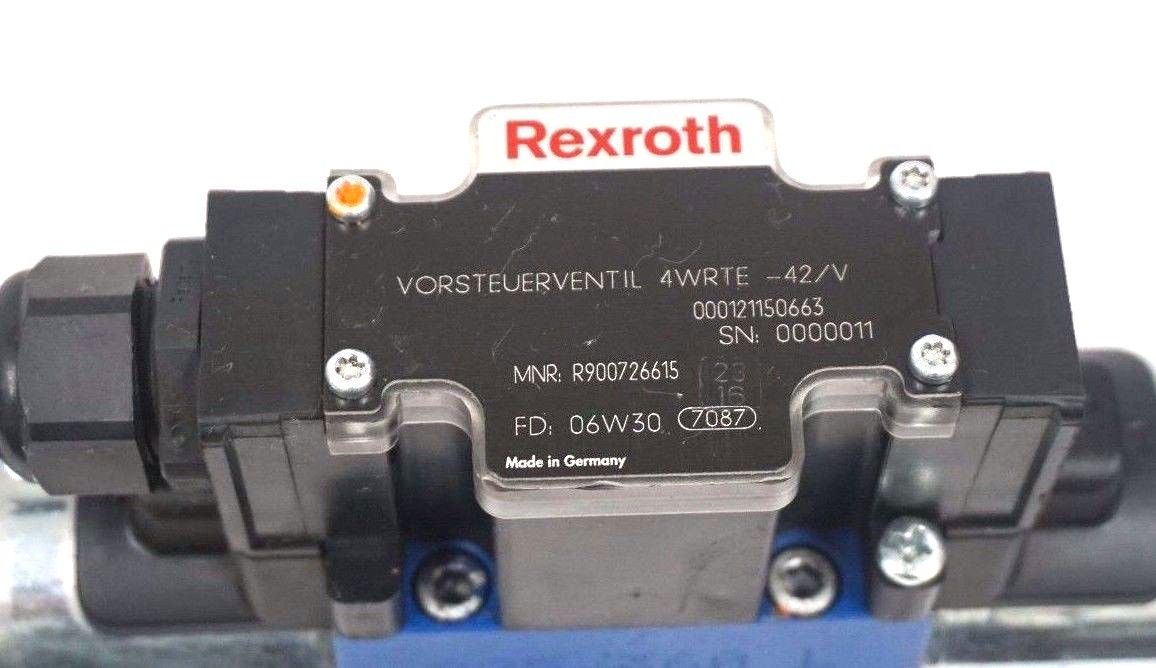 Rexroth
VORSTEUERVENTIL 4WRTE -42/V
000121150663
SN: 0000011
MNR: R900726615
23
16
FD: 06W30 7087
Made in Germany